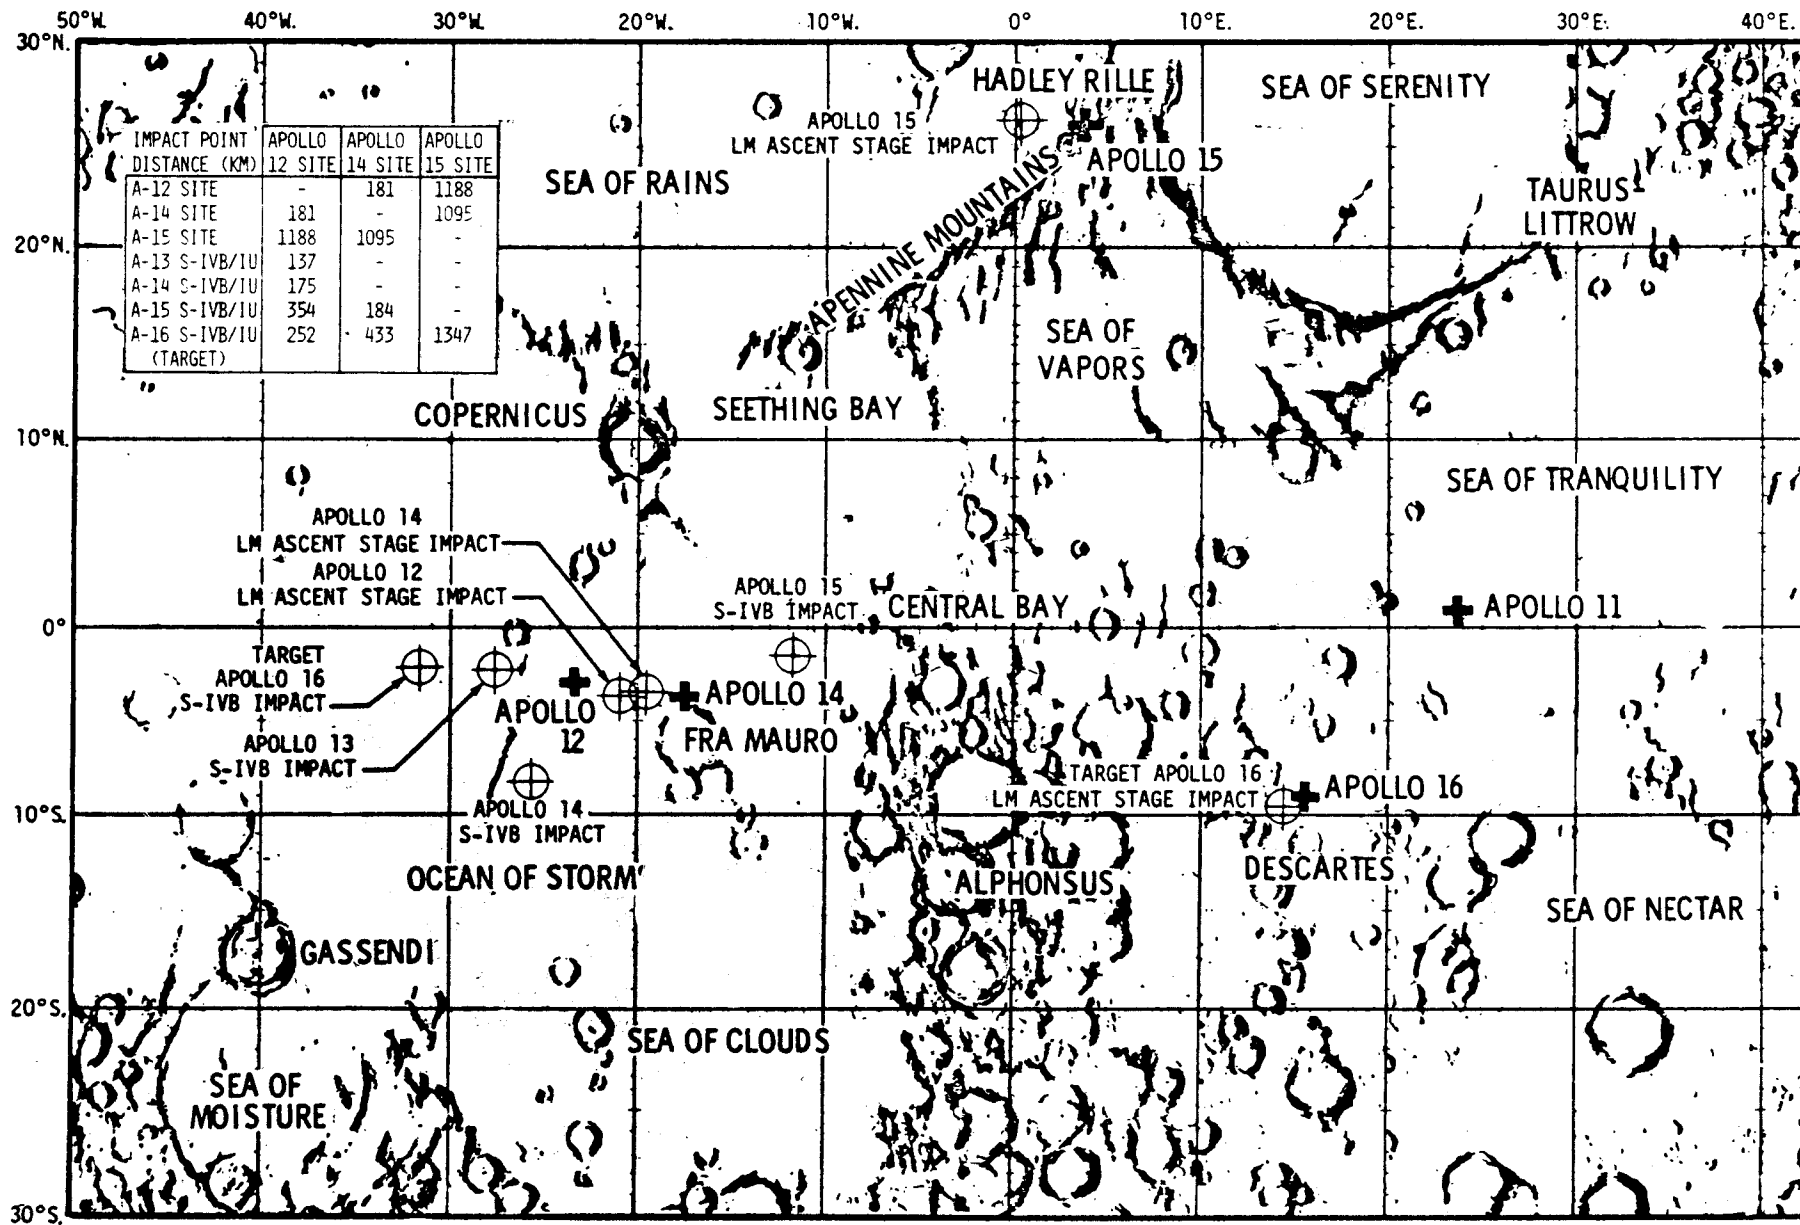 50°W. 40°W. 30°W. 20°W. 10°W. 0° 10°E. 20°E. 30°E. 40°E.
30°N.
HADLEY RILLE
SEA OF SERENITY
APOLLO 15
LM ASCENT STAGE IMPACT
APOLLO 15
IMPACT POINT APOLLO APOLLO APOLLO
DISTANCE (KM) 12 SITE 14 SITE 15 SITE
A-12 SITE - 181 1188
A-14 SITE 181 - 1095
A-15 SITE 1188 1095 -
A-13 S-IVB/IU 137 - -
A-14 S-IVB/IU 175 - -
A-15 S-IVB/IU 354 184 -
A-16 S-IVB/IU 252 433 1347
(TARGET)
SEA OF RAINS
APENNINE MOUNTAINS
TAURUS-
LITTROW
20°N.
SEA OF
VAPORS
COPERNICUS
SEETHING BAY
10°N.
SEA OF TRANQUILITY
APOLLO 14
LM ASCENT STAGE IMPACT
APOLLO 12
LM ASCENT STAGE IMPACT
APOLLO 15
S-IVB IMPACT
CENTRAL BAY
APOLLO 11
0°
TARGET
APOLLO 16
S-IVB IMPACT
APOLLO
12
APOLLO 14
FRA MAURO
APOLLO 13
S-IVB IMPACT
TARGET APOLLO 16
LM ASCENT STAGE IMPACT
APOLLO 16
10°S.
APOLLO 14
S-IVB IMPACT
OCEAN OF STORM'
ALPHONSUS
DESCARTES
SEA OF NECTAR
GASSENDI
20°S.
SEA OF CLOUDS
SEA OF
MOISTURE
30°S.